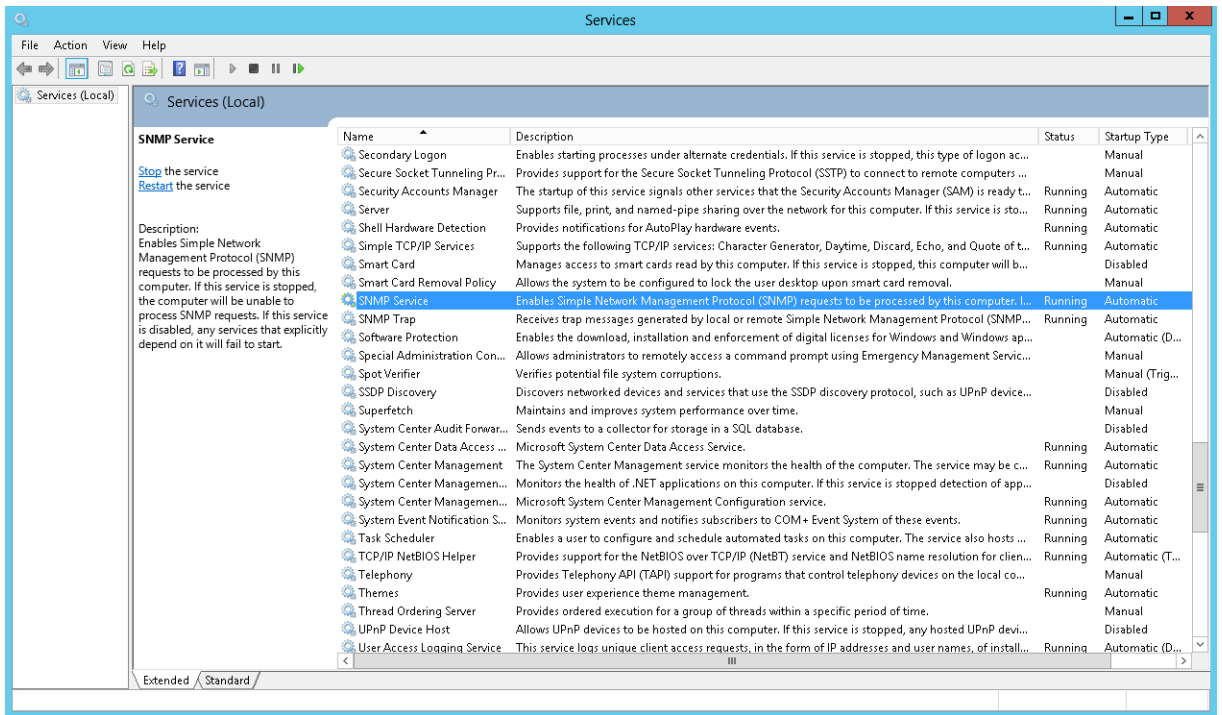 Services
File Action View Help
Services (Local)
Services (Local)
SNMP Service
Stop the service
Restart the service
Description:
Enables Simple Network
Management Protocol (SNMP)
requests to be processed by this
computer. If this service is stopped,
the computer will be unable to
process SNMP requests. If this service
is disabled, any services that explicitly
depend on it will fail to start.
Name Description Status Startup Type
Secondary Logon Enables starting processes under alternate credentials. If this service is stopped, this type of logon ac... Manual
Secure Socket Tunneling Pr... Provides support for the Secure Socket Tunneling Protocol (SSTP) to connect to remote computers ... Manual
Security Accounts Manager The startup of this service signals other services that the Security Accounts Manager (SAM) is ready t... Running Automatic
Server Supports file, print, and named-pipe sharing over the network for this computer. If this service is sto... Running Automatic
Shell Hardware Detection Provides notifications for AutoPlay hardware events. Running Automatic
Simple TCP/IP Services Supports the following TCP/IP services: Character Generator, Daytime, Discard, Echo, and Quote of t... Running Automatic
Smart Card Manages access to smart cards read by this computer. If this service is stopped, this computer will b... Disabled
Smart Card Removal Policy Allows the system to be configured to lock the user desktop upon smart card removal. Manual
SNMP Service Enables Simple Network Management Protocol (SNMP) requests to be processed by this computer. I... Running Automatic
SNMP Trap Receives trap messages generated by local or remote Simple Network Management Protocol (SNMP... Running Automatic
Software Protection Enables the download, installation and enforcement of digital licenses for Windows and Windows ap... Automatic (D...
Special Administration Con... Allows administrators to remotely access a command prompt using Emergency Management Servic... Manual
Spot Verifier Verifies potential file system corruptions. Manual (Trig...
SSDP Discovery Discovers networked devices and services that use the SSDP discovery protocol, such as UPnP device... Disabled
Superfetch Maintains and improves system performance over time. Manual
System Center Audit Forwar... Sends events to a collector for storage in a SQL database. Disabled
System Center Data Access ... Microsoft System Center Data Access Service. Running Automatic
System Center Management The System Center Management service monitors the health of the computer. The service may be c... Running Automatic
System Center Managemen... Monitors the health of .NET applications on this computer. If this service is stopped detection of app... Disabled
System Center Managemen... Microsoft System Center Management Configuration service. Running Automatic
System Event Notification S... Monitors system events and notifies subscribers to COM+ Event System of these events. Running Automatic
Task Scheduler Enables a user to configure and schedule automated tasks on this computer. The service also hosts ... Running Automatic
TCP/IP NetBIOS Helper Provides support for the NetBIOS over TCP/IP (NetBT) service and NetBIOS name resolution for clien... Running Automatic (T...
Telephony Provides Telephony API (TAPI) support for programs that control telephony devices on the local co... Manual
Themes Provides user experience theme management. Running Automatic
Thread Ordering Server Provides ordered execution for a group of threads within a specific period of time. Manual
UPnP Device Host Allows UPnP devices to be hosted on this computer. If this service is stopped, any hosted UPnP devi... Disabled
User Access Logging Service This service logs unique client access requests, in the form of IP addresses and user names, of install... Running Automatic (D...
Extended Standard